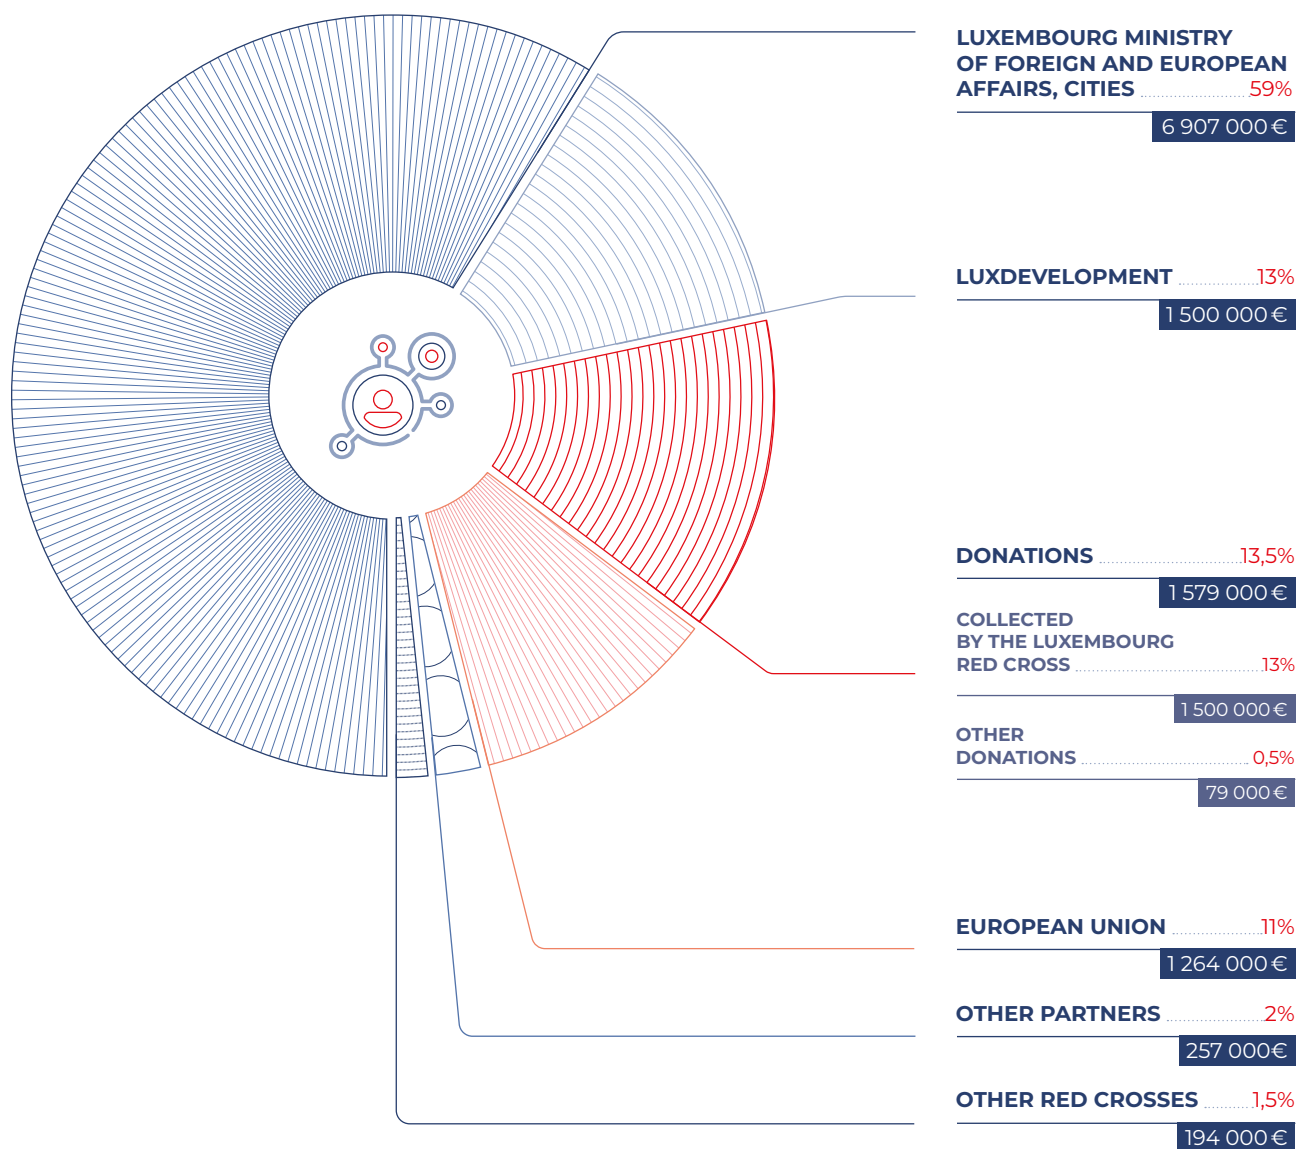 LUXEMBOURG MINISTRY
OF FOREIGN AND EUROPEAN
AFFAIRS, CITIES 59%
6 907 000 €
LUXDEVELOPMENT 13%
1 500 000 €
DONATIONS 13,5%
1 579 000 €
COLLECTED
BY THE LUXEMBOURG
RED CROSS 13%
1 500 000 €
OTHER
DONATIONS 0,5%
79 000 €
EUROPEAN UNION 11%
1 264 000 €
OTHER PARTNERS 2%
257 000€
OTHER RED CROSSES 1,5%
194 000 €